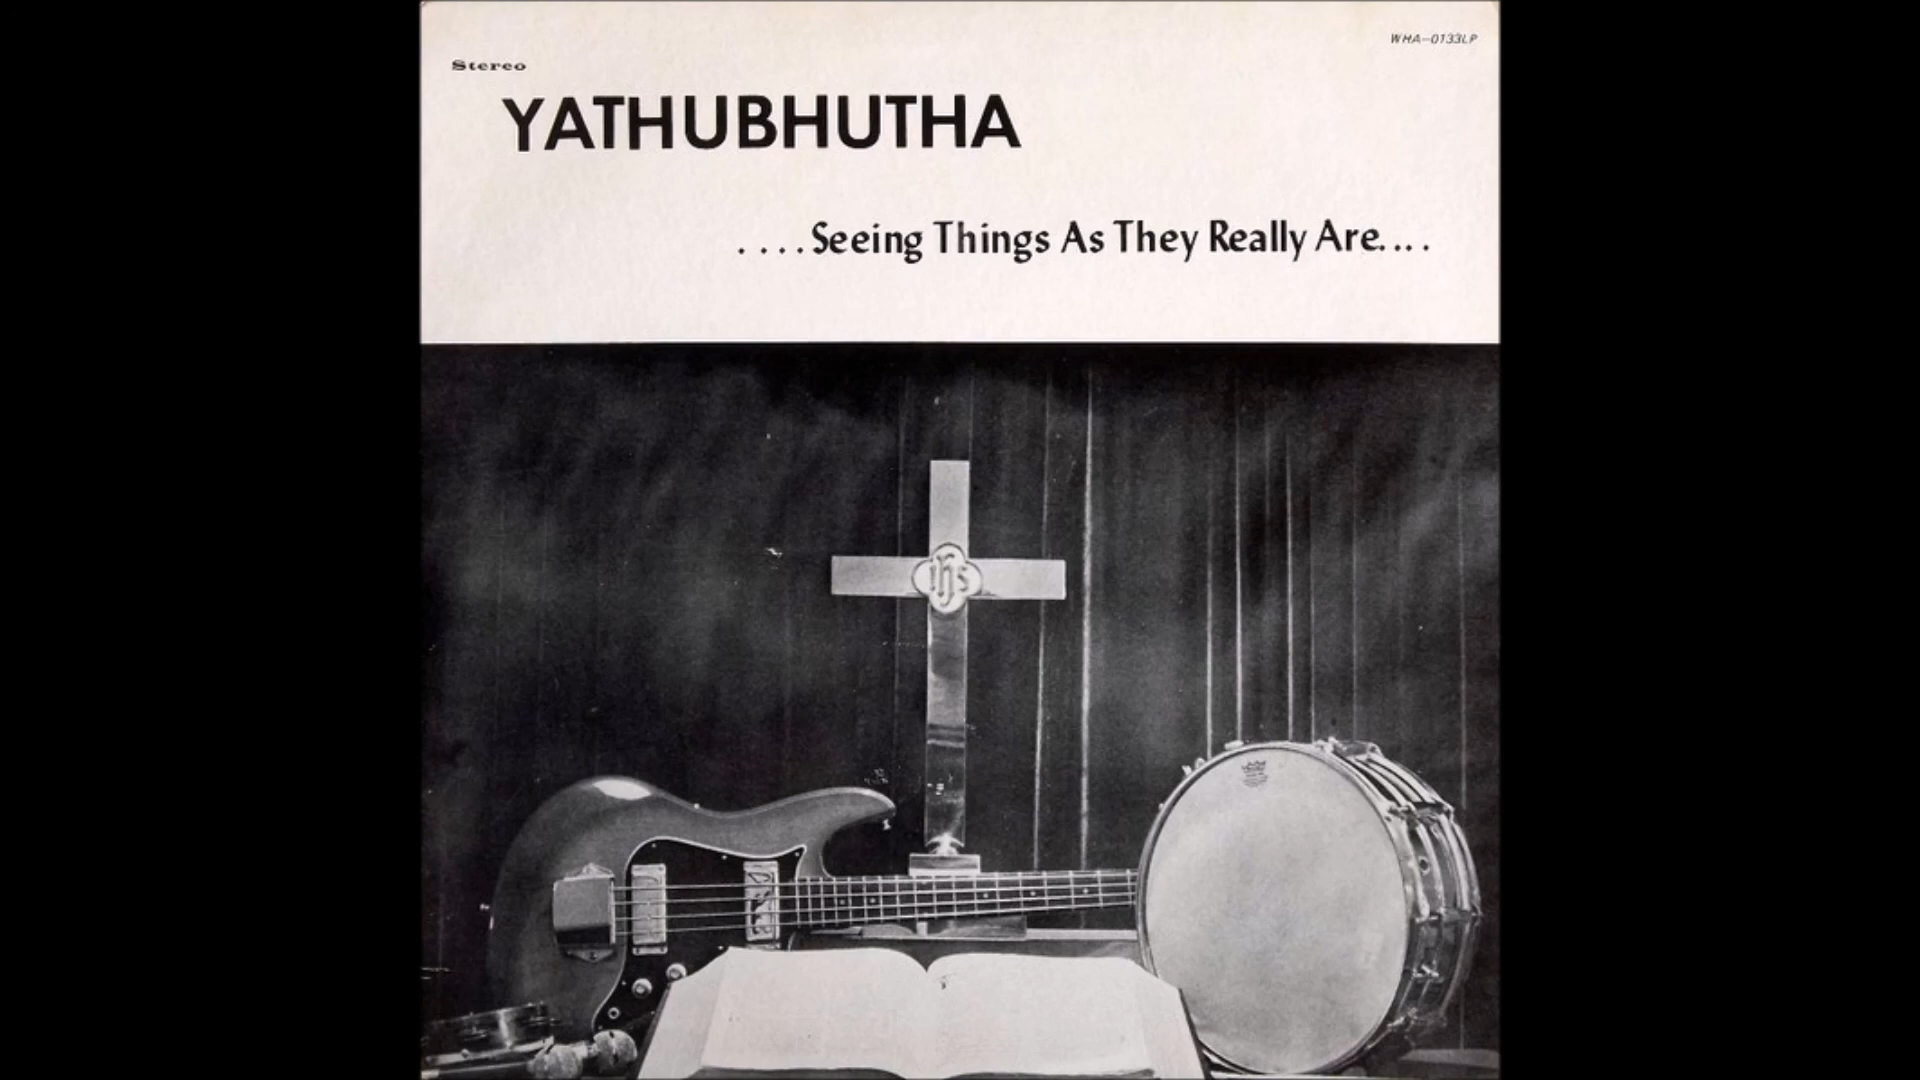 WHA-0133LP
Stereo
YATHUBHUTHA
....Seeing Things As They Really Are....
ihs